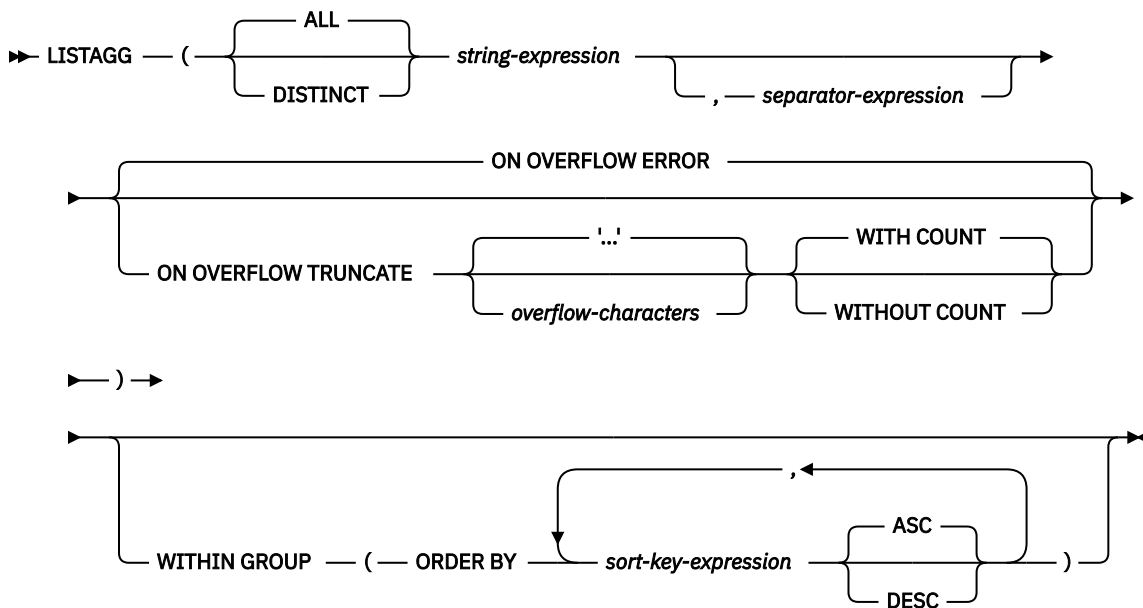 ALL
LISTAGG ( string-expression
DISTINCT
, separator-expression
ON OVERFLOW ERROR
'...' WITH COUNT
ON OVERFLOW TRUNCATE
overflow-characters WITHOUT COUNT
)
,
ASC
WITHIN GROUP ( ORDER BY sort-key-expression )
DESC